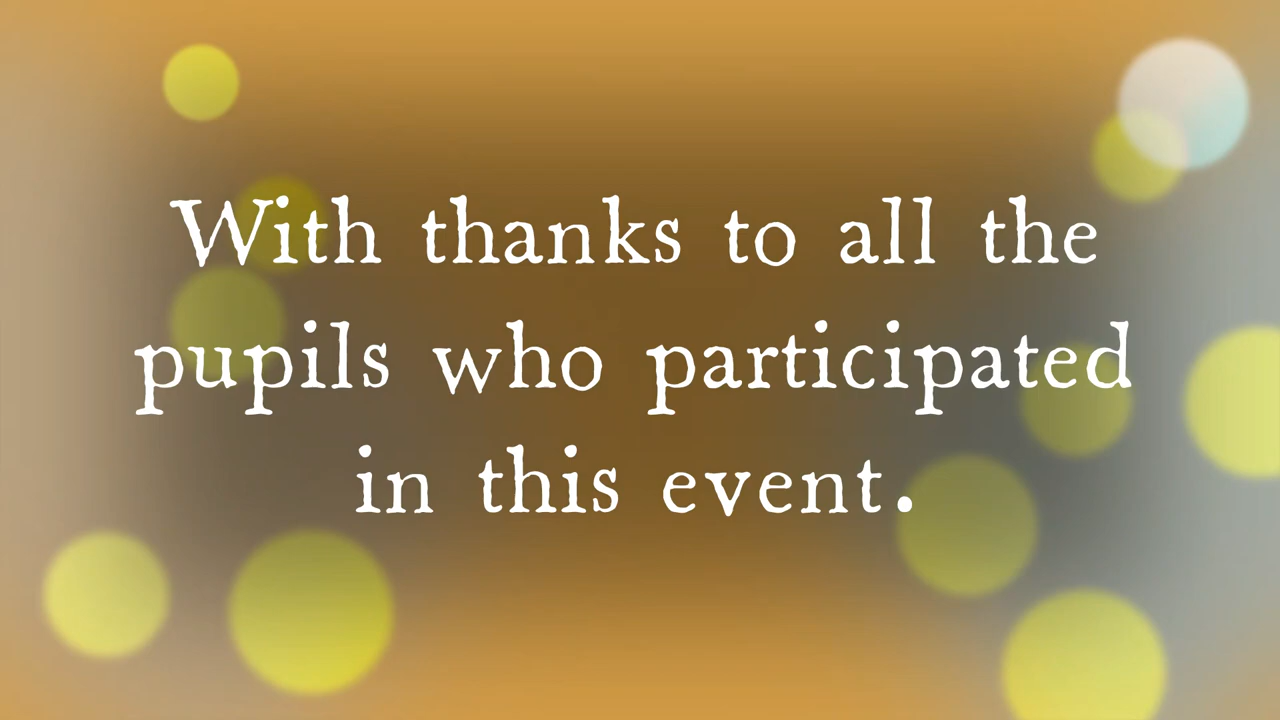 With thanks to all the
pupils who participated
in this event.